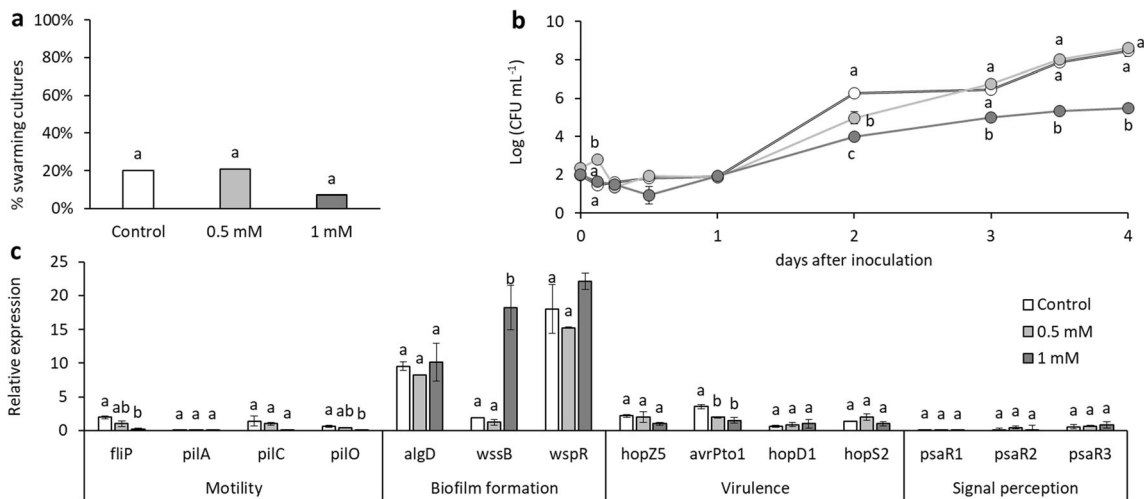 a
100%
80%
60%
40%
20%
0%
% swarming cultures
a a a
Control 0.5 mM 1 mM
b
10
8
6
4
2
0
Log (CFU mL-1)
b a a
a b c
a a
b
a a
b
a a
b
0 1 2 3 4
days after inoculation
c
25
20
15
10
5
0
Relative expression
a ab b a a a a a a a ab b a a a a a b a a a a a a b b a a a a a a a a a a a a a a a
fliP pilA pilC pilO algD wssB wspR hopZ5 avrPto1 hopD1 hopS2 psaR1 psaR2 psaR3
Motility Biofilm formation Virulence Signal perception
Control
0.5 mM
1 mM